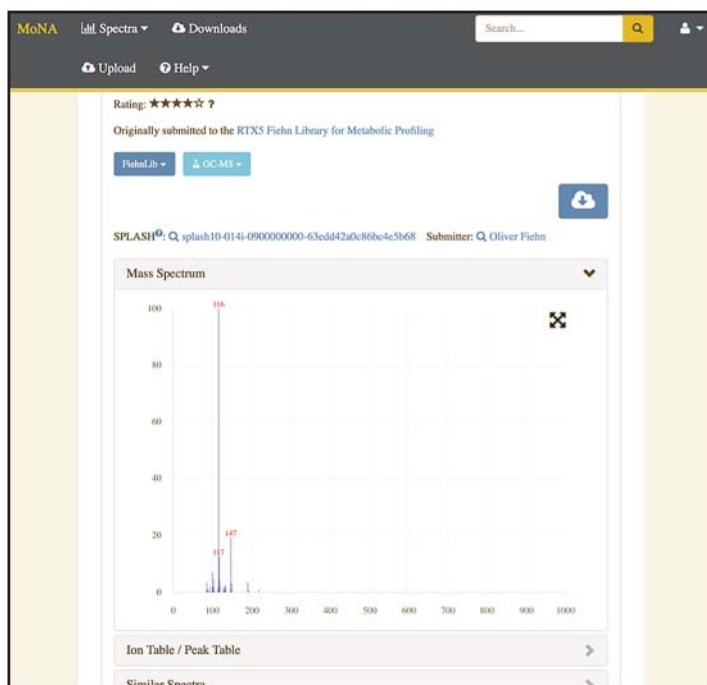 MoNA Spectra Downloads Search...
Upload Help
Rating: ★★★★☆ ?
Originally submitted to the RTX5 Fiehn Library for Metabolic Profiling
FiehnLib GC-MS
SPLASH?: splash10-014i-0900000000-63edd42a0c86bc4e5b68 Submitter: Oliver Fiehn
Mass Spectrum
100
116
80
60
40
20
147
117
0
0 100 200 300 400 500 600 700 800 900 1000
Ion Table / Peak Table
Similar Spectra